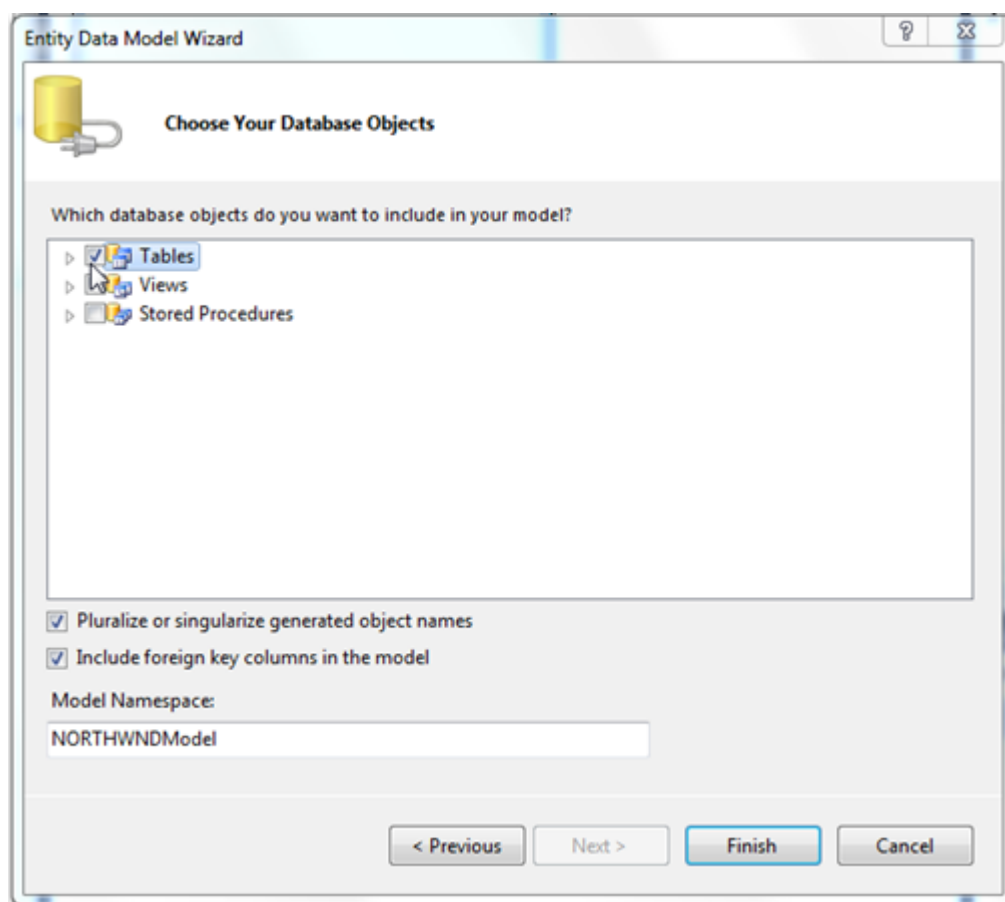 Entity Data Model Wizard
Choose Your Database Objects
Which database objects do you want to include in your model?
Tables
Views
Stored Procedures
Pluralize or singularize generated object names
Include foreign key columns in the model
Model Namespace:
NORTHWNDModel
< Previous Next > Finish Cancel